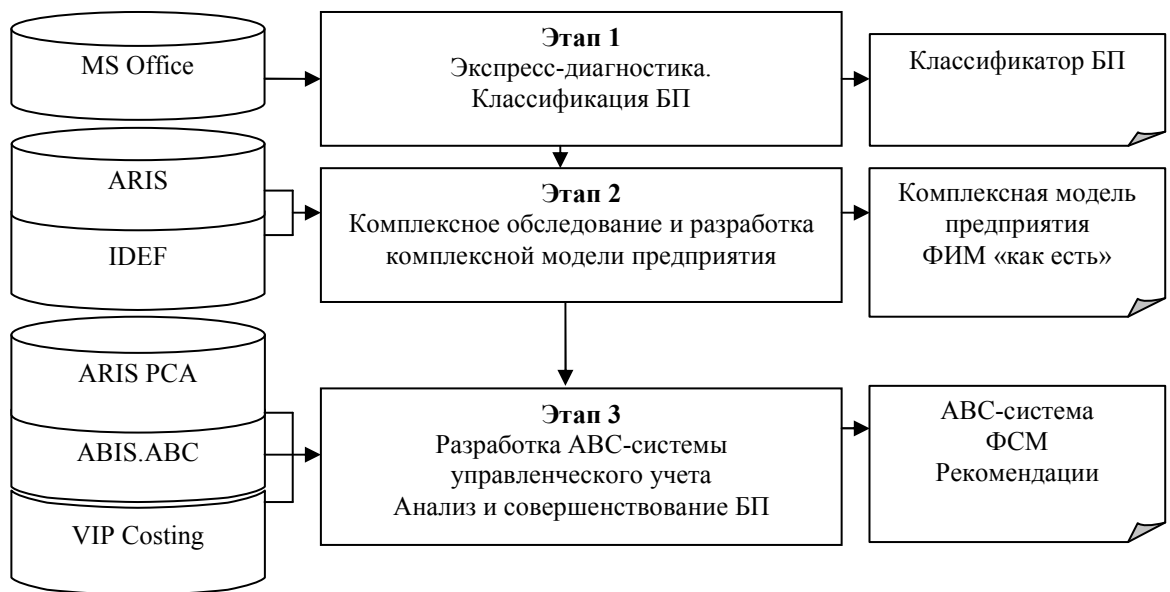 MS Office
Этап 1
Экспресс-диагностика.
Классификация БП
Классификатор БП
ARIS
IDEF
Этап 2
Комплексное обследование и разработка
комплексной модели предприятия
Комплексная модель
предприятия
ФИМ «как есть»
ARIS PCA
ABIS.ABC
VIP Costing
Этап 3
Разработка АВС-системы
управленческого учета
Анализ и совершенствование БП
АВС-система
ФСМ
Рекомендации